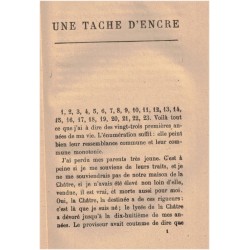 UNE TACHE D'ENCRE
1, 2, 3, 4, 5, 6, 7, 8, 9, 10, 11, 12, 13, 14,
15, 16, 17, 18, 19, 20, 21, 22, 23. Voilà tout
ce que j'ai à dire des vingt-trois premières an-
nées de ma vie. L'énumération suffit : elle peint
bien leur ressemblance commune et leur com-
mune monotonie.
J'ai perdu mes parents très jeune. C'est à
peine si je me souviens de leurs traits, et je ne
me souviendrais pas de notre maison de la
Châtre, si je n'avais été élevé non loin d'elle,
vendue, il est vrai, et morte aussi pour moi.
Oui, la Châtre, la destinée a de ces rigueurs :
c'est là que je suis né ; le lycée de la Châtre
a dévoré jusqu'à la dix-huitième de mes an-
nées. Le proviseur avait coutume de dire que
1